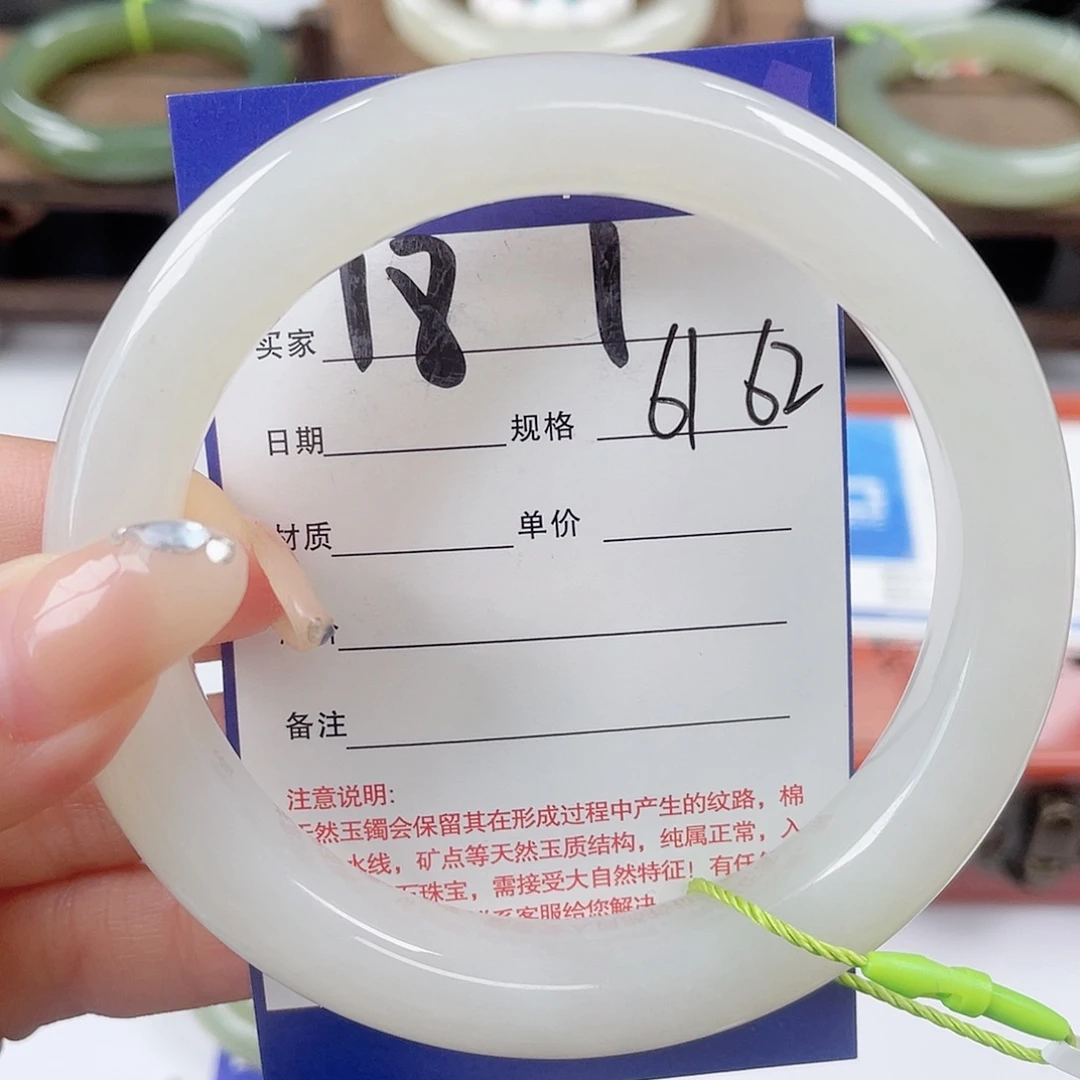 18 1
买家
61 62
日期 规格
材质 单价
备注
注意说明:
天然玉镯会保留其在形成过程中产生的纹路，棉
水线，矿点等天然玉质结构，纯属正常，入
珠宝，需接受大自然特征！有任
客服给您解决